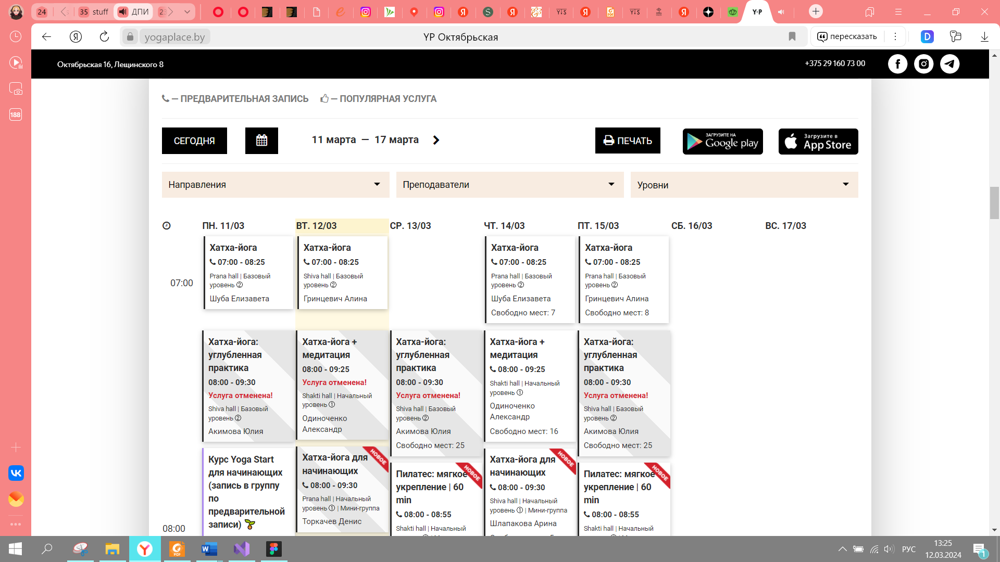 24
35 stuff
ДПИ
yogaplace.by
YP Октябрьская
пересказать
188
Октябрьская 16, Лещинского 8
+375 29 160 73 00
— ПРЕДВАРИТЕЛЬНАЯ ЗАПИСЬ — ПОПУЛЯРНАЯ УСЛУГА
СЕГОДНЯ
11 марта — 17 марта
ПЕЧАТЬ
ЗАГРУЗИТЕ НА
Google play
Загрузите в
App Store
Направления
Преподаватели
Уровни
ПН. 11/03
ВТ. 12/03
СР. 13/03
ЧТ. 14/03
ПТ. 15/03
СБ. 16/03
ВС. 17/03
07:00
Хатха-йога
07:00 - 08:25
Prana hall | Базовый
уровень ②
Шуба Елизавета
Хатха-йога
07:00 - 08:25
Shiva hall | Базовый
уровень ②
Гринцевич Алина
Хатха-йога
07:00 - 08:25
Prana hall | Базовый
уровень ②
Шуба Елизавета
Свободно мест: 7
Хатха-йога
07:00 - 08:25
Prana hall | Базовый
уровень ②
Гринцевич Алина
Свободно мест: 8
08:00
Хатха-йога:
углубленная
практика
08:00 - 09:30
Услуга отменена!
Shiva hall | Базовый
уровень ②
Акимова Юлия
Курс Yoga Start
для начинающих
(запись в группу
по
предварительной
записи)
Хатха-йога +
медитация
08:00 - 09:25
Услуга отменена!
Shakti hall | Начальный
уровень ①
Одиноченко
Александр
НОВОЕ
Хатха-йога для
начинающих
08:00 - 09:30
Prana hall | Начальный
уровень ① | Мини-группа
Торкачев Денис
Хатха-йога:
углубленная
практика
08:00 - 09:30
Услуга отменена!
Shiva hall | Базовый
уровень ②
Акимова Юлия
Свободно мест: 25
НОВОЕ
Пилатес: мягкое
укрепление | 60
min
08:00 - 08:55
Shakti hall | Начальный
Хатха-йога +
медитация
08:00 - 09:25
Shakti hall | Начальный
уровень ①
Одиноченко
Александр
Свободно мест: 16
НОВОЕ
Хатха-йога для
начинающих
08:00 - 09:30
Shiva hall | Начальный
уровень ① | Мини-группа
Шлапакова Арина
Хатха-йога:
углубленная
практика
08:00 - 09:30
Услуга отменена!
Shiva hall | Базовый
уровень ②
Акимова Юлия
Свободно мест: 25
НОВОЕ
Пилатес: мягкое
укрепление | 60
min
08:00 - 08:55
Shakti hall | Начальный
РУС
13:25
12.03.2024